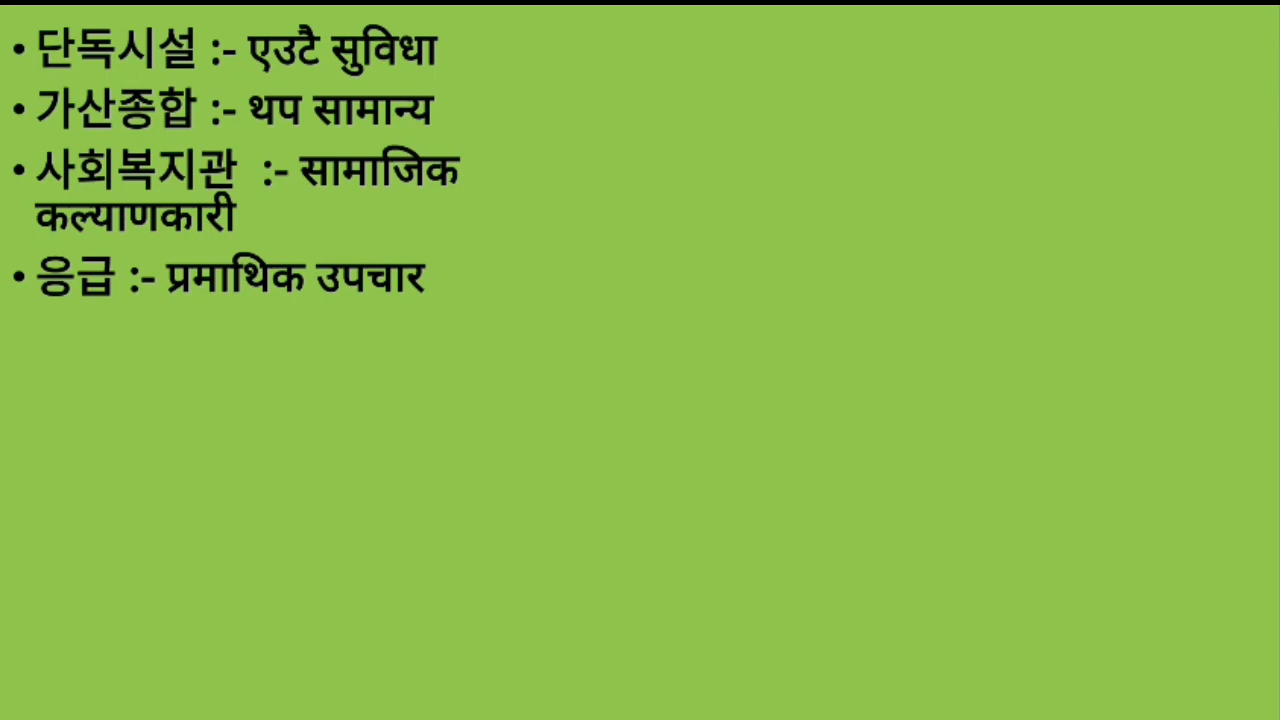 • 단독시설 :- एउटै सुविधा
• 가산종합 :- थप सामान्य
• 사회복지관 :- सामाजिक
कल्याणकारी
• 응급 :- प्रमाथिक उपचार